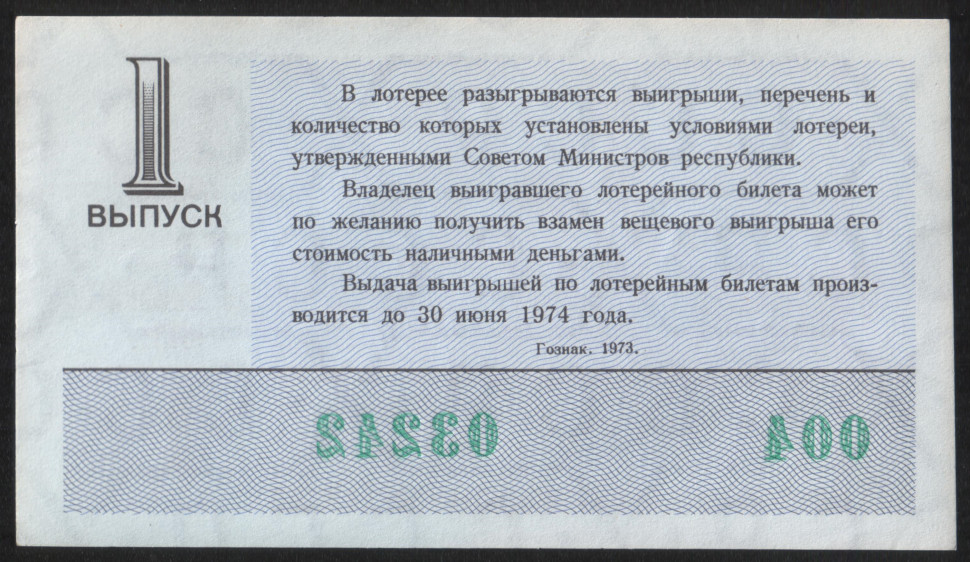 1
ВЫПУСК
В лотерее разыгрываются выигрыши, перечень и
количество которых установлены условиями лотереи,
утвержденными Советом Министров республики.
Владелец выигравшего лотерейного билета может
по желанию получить взамен вещевого выигрыша его
стоимость наличными деньгами.
Выдача выигрышей по лотерейным билетам произ-
водится до 30 июня 1974 года.
Гознак. 1973.
03242 004